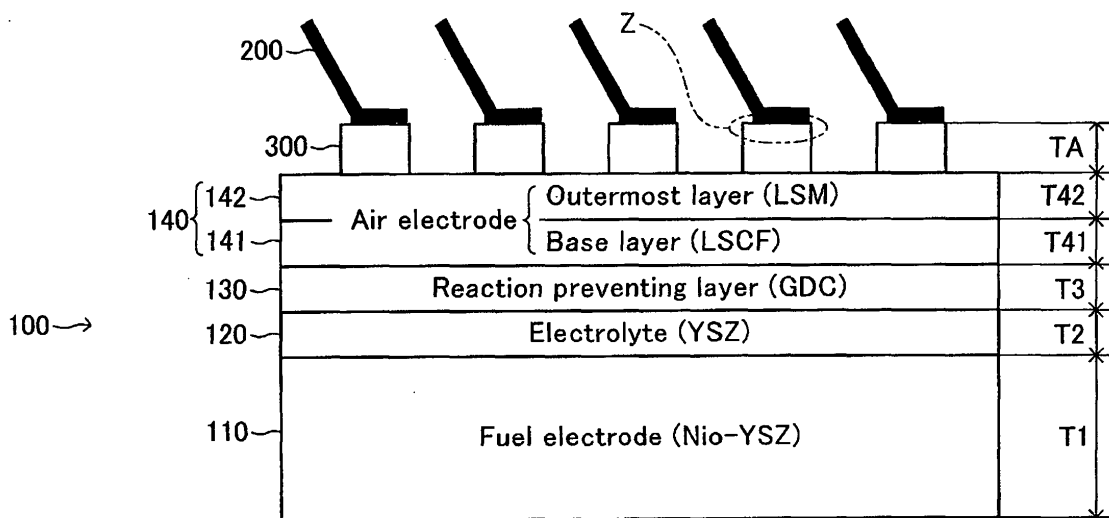 Z
200
300
TA
142
Outermost layer (LSM)
T42
140
Air electrode
141
Base layer (LSCF)
T41
130
Reaction preventing layer (GDC)
T3
100
120
Electrolyte (YSZ)
T2
110
Fuel electrode (Nio-YSZ)
T1